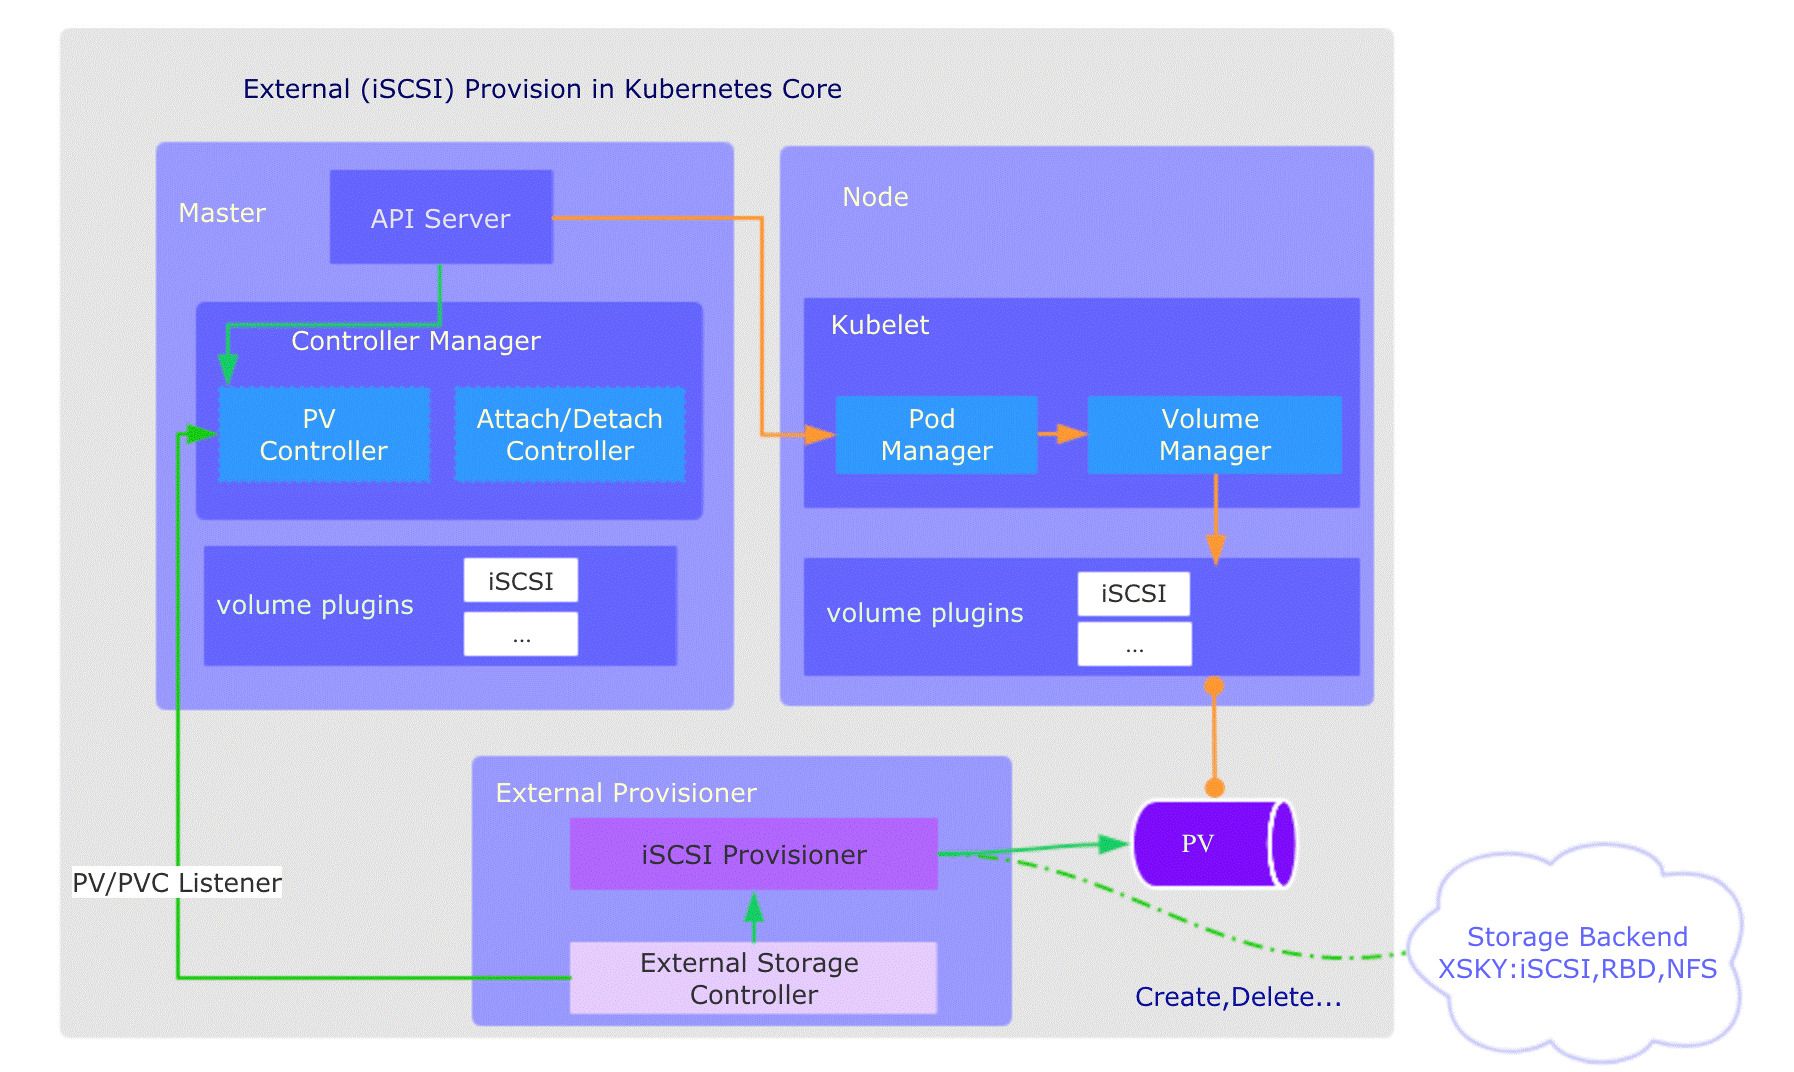 External (iSCSI) Provision in Kubernetes Core
Master
API Server
Controller Manager
PV
Controller
Attach/Detach
Controller
volume plugins
iSCSI
...
Node
Kubelet
Pod
Manager
Volume
Manager
volume plugins
iSCSI
...
External Provisioner
iSCSI Provisioner
External Storage
Controller
PV/PVC Listener
PV
Storage Backend
XSKY:iSCSI,RBD,NFS
Create,Delete...